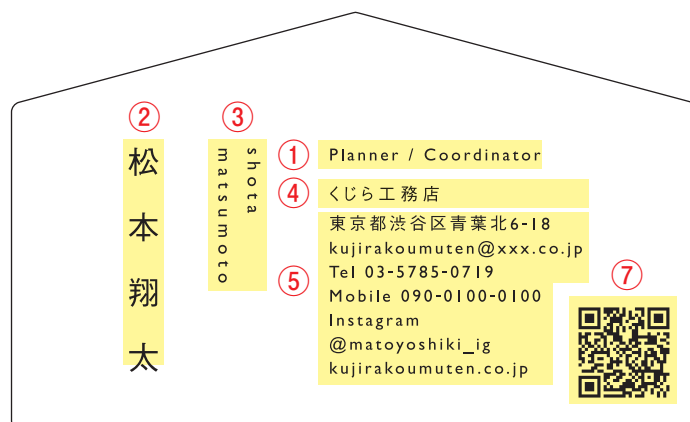 ②
松本翔太
③
shota
matsumoto
① Planner / Coordinator
④ くじら工務店
⑤
東京都渋谷区青葉北6-18
kujirakoumuten@xxx.co.jp
Tel 03-5785-0719
Mobile 090-0100-0100
Instagram
@matoyoshiki_ig
kujirakoumuten.co.jp
⑦